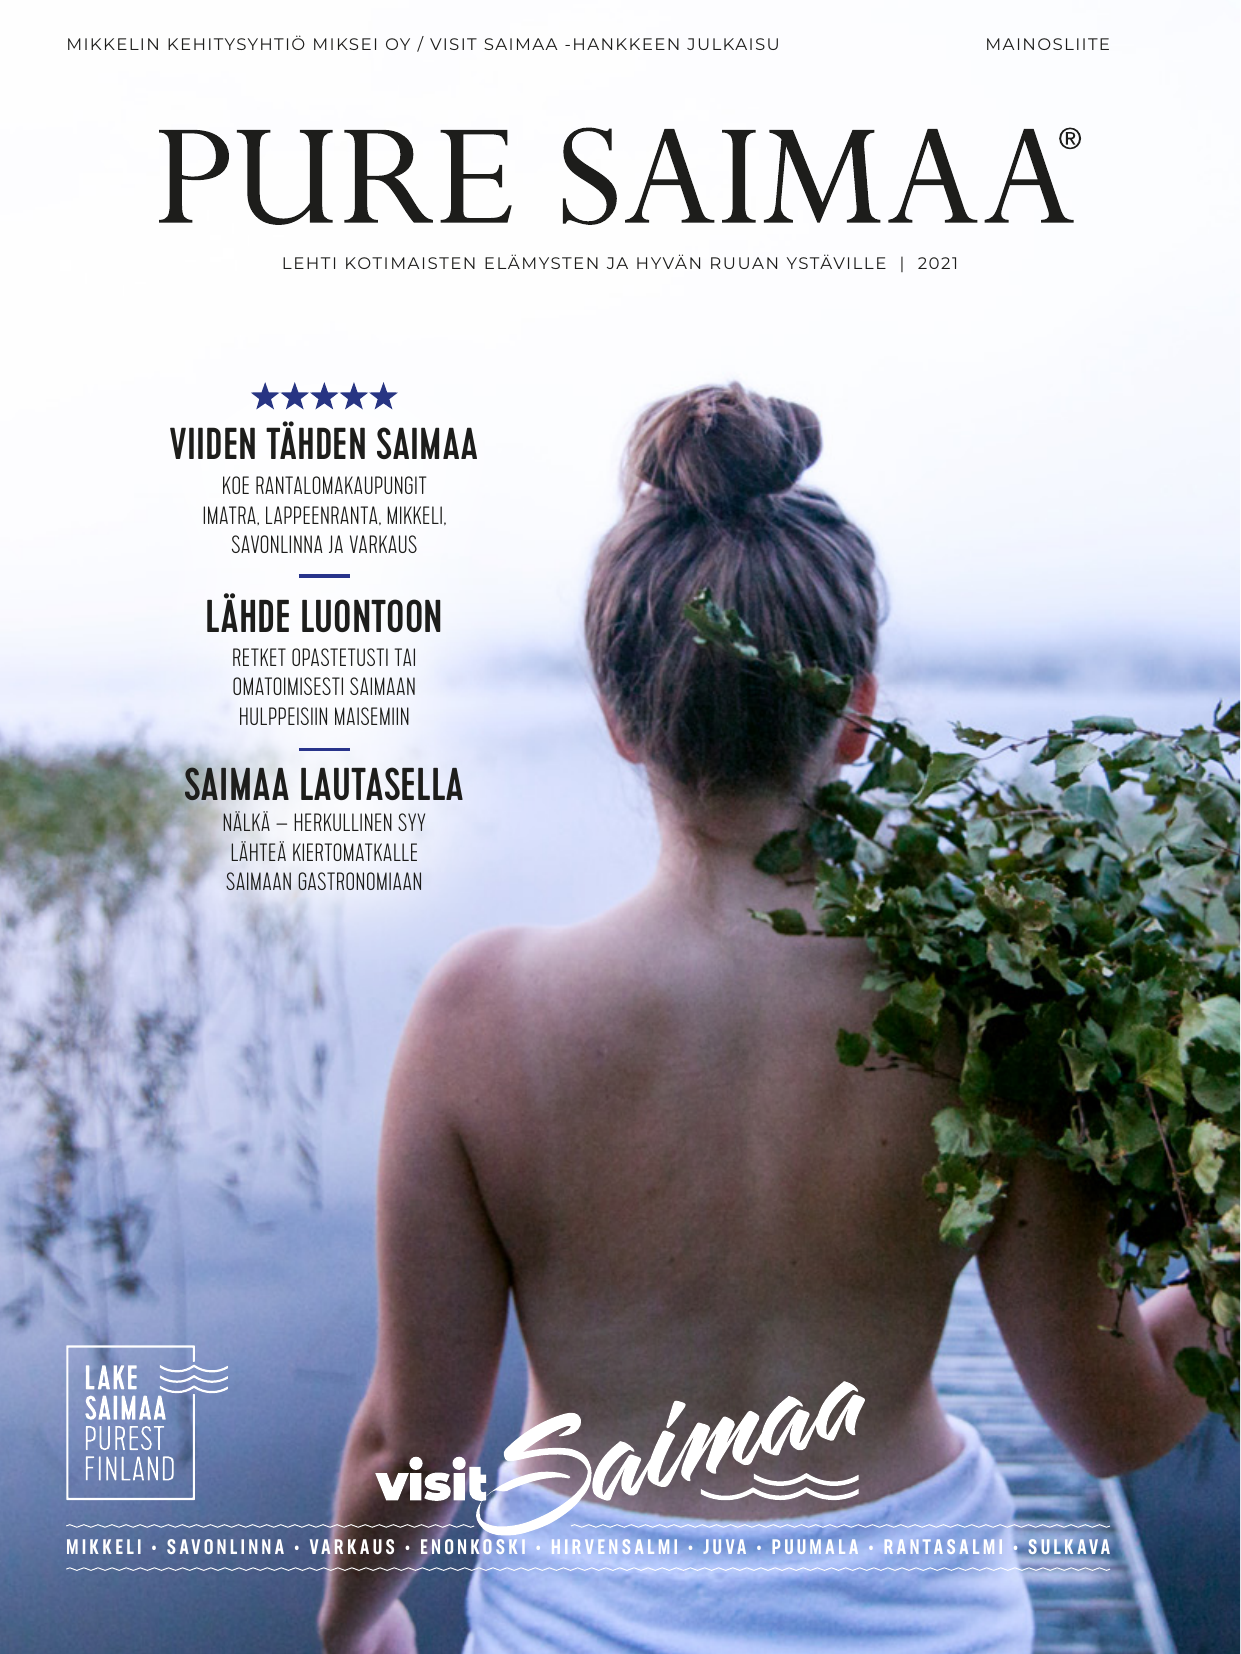 MIKKELIN KEHITYSYHTIÖ MIKSEI OY / VISIT SAIMAA -HANKKEEN JULKAISU
MAINOSLIITE
PURE SAIMAA®
LEHTI KOTIMAISTEN ELÄMYSTEN JA HYVÄN RUUAN YSTÄVILLE | 2021
VIIDEN TÄHDEN SAIMAA
KOE RANTALOMAKAUPUNGIT
IMATRA, LAPPEENRANTA, MIKKELI,
SAVONLINNA JA VARKAUS
LÄHDE LUONTOON
RETKET OPASTETUSTI TAI
OMATOIMISESTI SAIMAAN
HULPPEISIIN MAISEMIIN
SAIMAA LAUTASELLA
NÄLKÄ – HERKULLINEN SYY
LÄHTEÄ KIERTOMATKALLE
SAIMAAN GASTRONOMIAAN
LAKE
SAIMAA
PUREST
FINLAND
visit Saimaa
MIKKELI • SAVONLINNA • VARKAUS • ENONKOSKI • HIRVENSALMI • JUVA • PUUMALA • RANTASALMI • SULKAVA